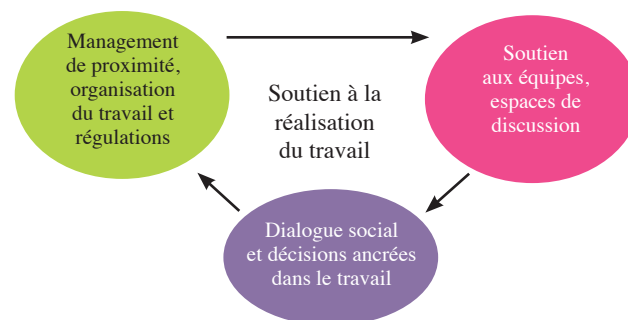 Management
de proximité,
organisation
du travail et
régulations
Soutien
aux équipes,
espaces de
discussion
Soutien à la
réalisation
du travail
Dialogue social
et décisions ancrées
dans le travail